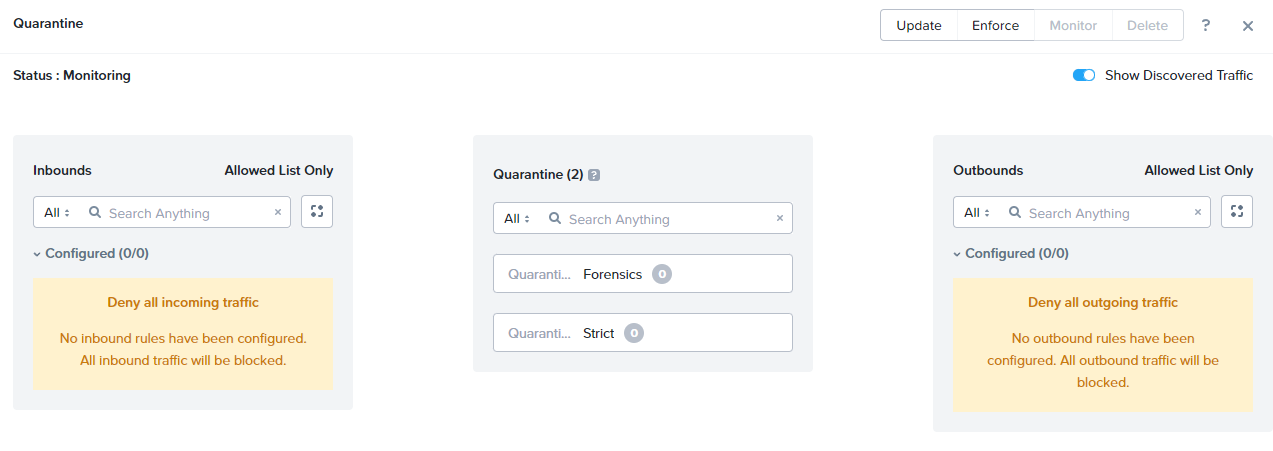 Quarantine
Update Enforce Monitor Delete ? ×
Status : Monitoring
Show Discovered Traffic
Inbounds Allowed List Only
All Search Anything ×
Configured (0/0)
Deny all incoming traffic
No inbound rules have been configured.
All inbound traffic will be blocked.
Quarantine (2) ?
All Search Anything ×
Quaranti... Forensics 0
Quaranti... Strict 0
Outbounds Allowed List Only
All Search Anything ×
Configured (0/0)
Deny all outgoing traffic
No outbound rules have been
configured. All outbound traffic will be
blocked.